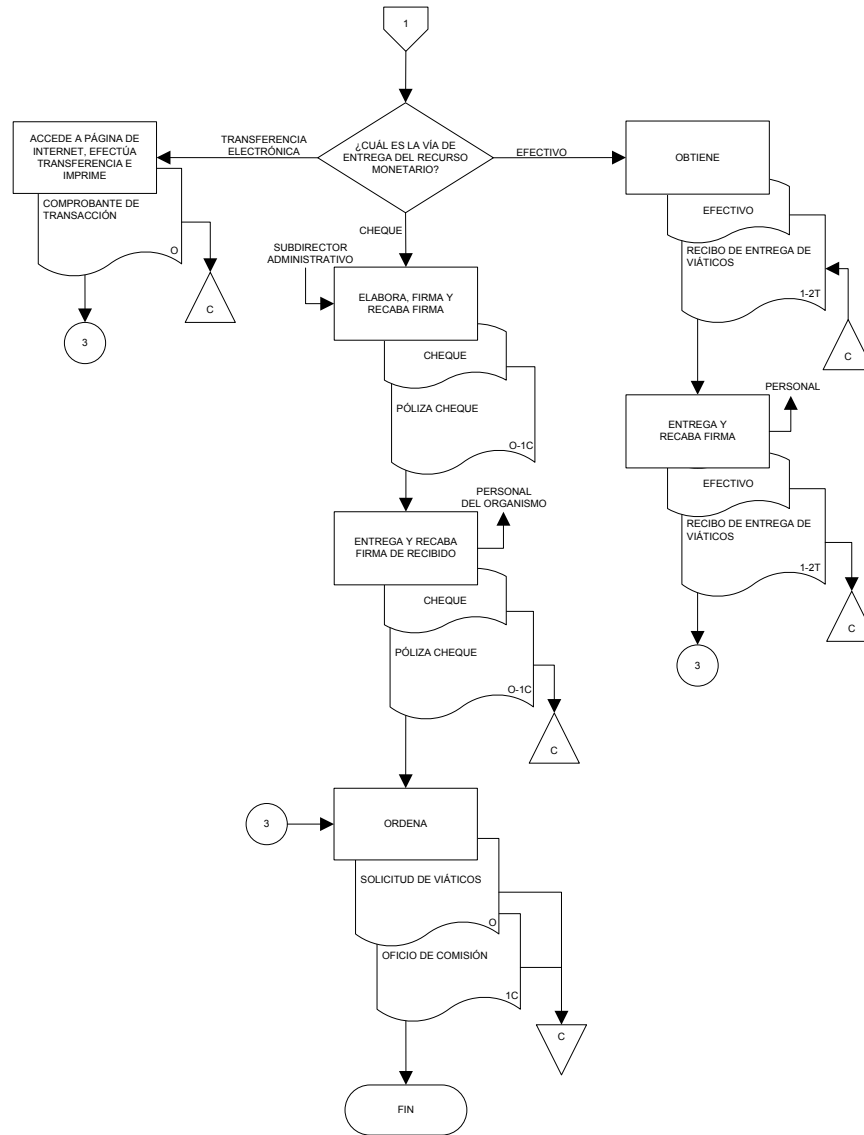 1
ACCEDE A PÁGINA DE
INTERNET, EFECTÚA
TRANSFERENCIA E
IMPRIME
TRANSFERENCIA
ELECTRÓNICA
¿CUÁL ES LA VÍA DE
ENTREGA DEL RECURSO
MONETARIO?
EFECTIVO
OBTIENE
COMPROBANTE DE
TRANSACCIÓN
O
C
3
CHEQUE
SUBDIRECTOR
ADMINISTRATIVO
ELABORA, FIRMA Y
RECABA FIRMA
CHEQUE
PÓLIZA CHEQUE
O-1C
EFECTIVO
RECIBO DE ENTREGA DE
VIÁTICOS
1-2T
C
ENTREGA Y
RECABA FIRMA
PERSONAL
EFECTIVO
RECIBO DE ENTREGA DE
VIÁTICOS
1-2T
C
3
ENTREGA Y RECABA
FIRMA DE RECIBIDO
PERSONAL
DEL ORGANISMO
CHEQUE
PÓLIZA CHEQUE
O-1C
C
3
ORDENA
SOLICITUD DE VIÁTICOS
O
OFICIO DE COMISIÓN
1C
C
FIN